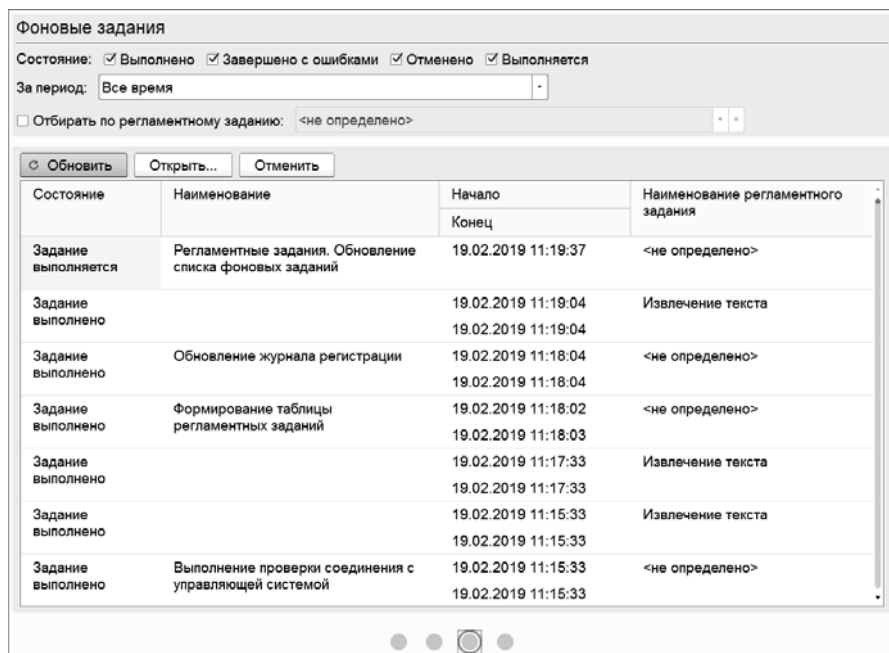 Фоновые задания
Состояние: Выполнено Завершено с ошибками Отменено Выполняется
За период: Все время
Отбирать по регламентному заданию: <не определено>
Обновить Открыть... Отменить
Состояние Наименование Начало Наименование регламентного
задания
Конец
Задание Регламентные задания. Обновление 19.02.2019 11:19:37 <не определено>
выполняется списка фоновых заданий
Задание 19.02.2019 11:19:04 Извлечение текста
выполнено 19.02.2019 11:19:04
Задание Обновление журнала регистрации 19.02.2019 11:18:04 <не определено>
выполнено 19.02.2019 11:18:04
Задание Формирование таблицы 19.02.2019 11:18:02 <не определено>
выполнено регламентных заданий 19.02.2019 11:18:03
Задание 19.02.2019 11:17:33 Извлечение текста
выполнено 19.02.2019 11:17:33
Задание 19.02.2019 11:15:33 Извлечение текста
выполнено 19.02.2019 11:15:33
Задание Выполнение проверки соединения с 19.02.2019 11:15:33 <не определено>
выполнено управляющей системой 19.02.2019 11:15:33